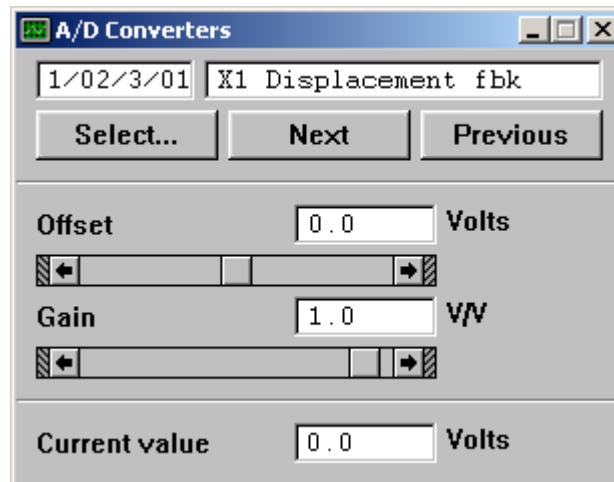 A/D Converters
1/02/3/01 X1 Displacement fbk
Select... Next Previous
Offset 0.0 Volts
Gain 1.0 V/V
Current value 0.0 Volts